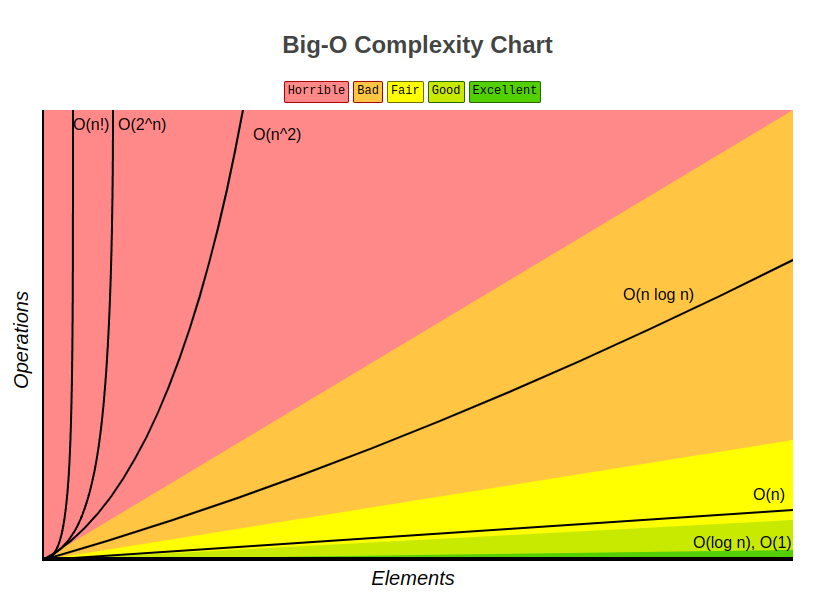 Big-O Complexity Chart
Horrible Bad Fair Good Excellent
O(n!) O(2^n)
O(n^2)
O(n log n)
Operations
O(n)
O(log n), O(1)
Elements